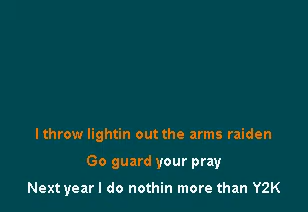 I throw lightin out the arms raiden
Go guard your pray
Next year I do nothin more than Y2K